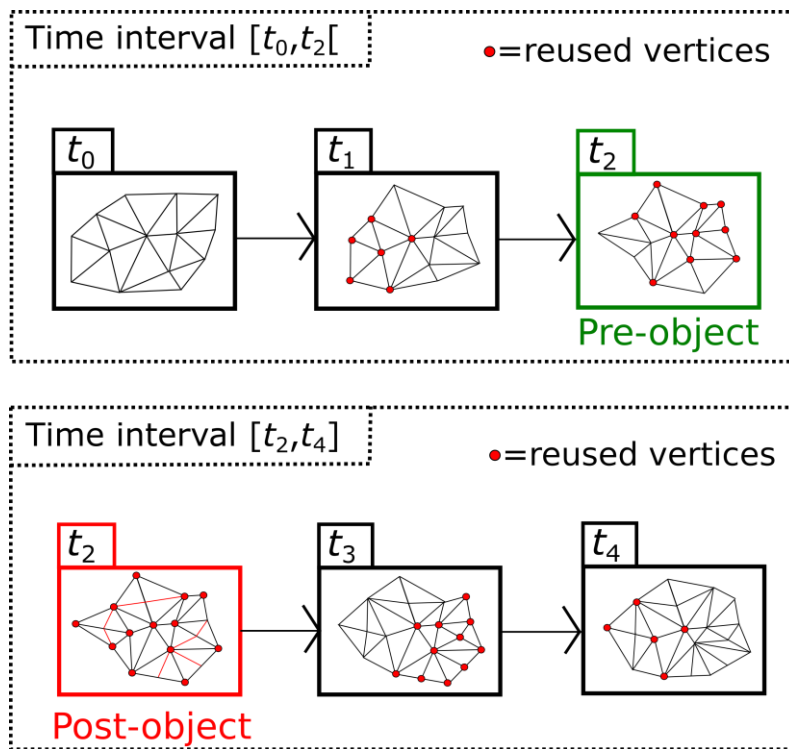 Time interval [t₀,t₂[
=reused vertices
t₀
t₁
t₂
Pre-object
Time interval [t₂,t₄]
=reused vertices
t₂
t₃
t₄
Post-object